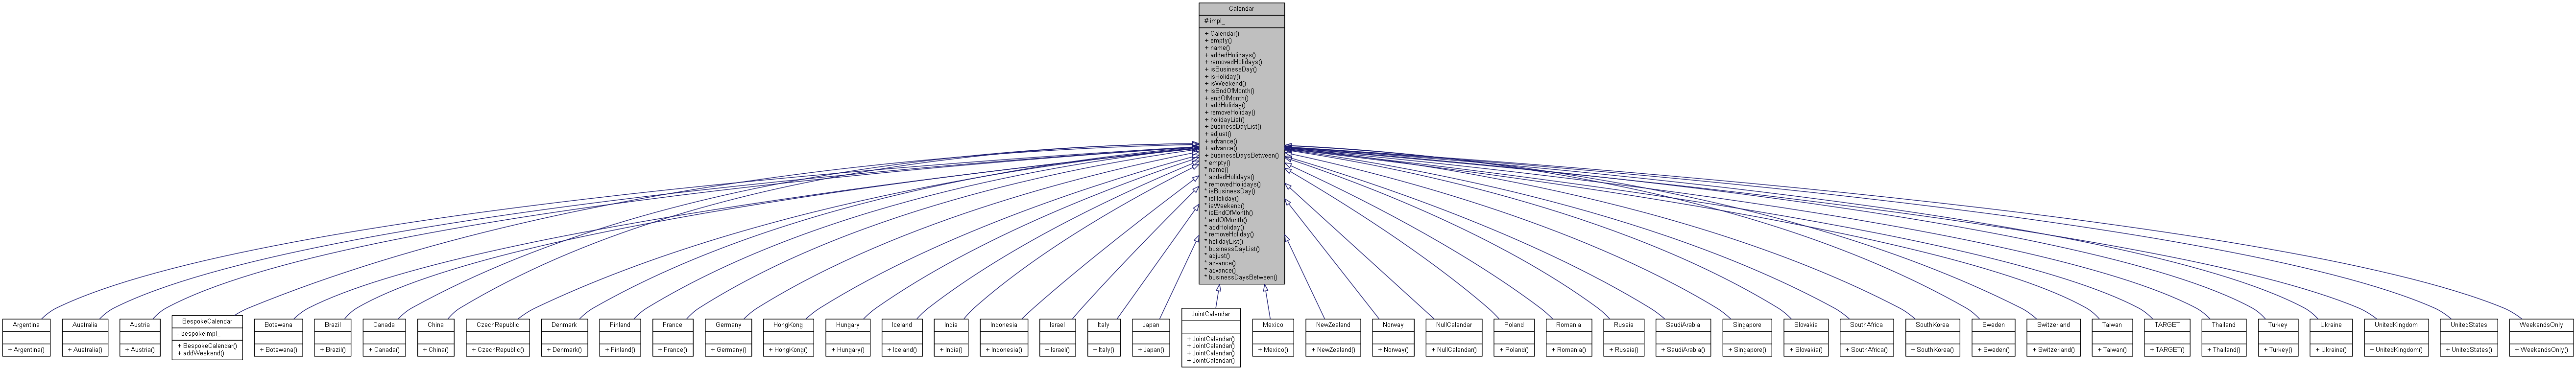 Calendar
# impl_
+ Calendar()
+ empty()
+ name()
+ addedHolidays()
+ removedHolidays()
+ isBusinessDay()
+ isHoliday()
+ isWeekend()
+ isEndOfMonth()
+ endOfMonth()
+ addHoliday()
+ removeHoliday()
+ holidayList()
+ businessDayList()
+ adjust()
+ advance()
+ advance()
+ businessDaysBetween()
* empty()
* name()
* addedHolidays()
* removedHolidays()
* isBusinessDay()
* isHoliday()
* isWeekend()
* isEndOfMonth()
* endOfMonth()
* addHoliday()
* removeHoliday()
* holidayList()
* businessDayList()
* adjust()
* advance()
* advance()
* businessDaysBetween()
Argentina
+ Argentina()
Australia
+ Australia()
Austria
+ Austria()
BespokeCalendar
- bespokeImpl_
+ BespokeCalendar()
+ addWeekend()
Botswana
+ Botswana()
Brazil
+ Brazil()
Canada
+ Canada()
China
+ China()
CzechRepublic
+ CzechRepublic()
Denmark
+ Denmark()
Finland
+ Finland()
France
+ France()
Germany
+ Germany()
HongKong
+ HongKong()
Hungary
+ Hungary()
Iceland
+ Iceland()
India
+ India()
Indonesia
+ Indonesia()
Israel
+ Israel()
Italy
+ Italy()
Japan
+ Japan()
JointCalendar
+ JointCalendar()
+ JointCalendar()
+ JointCalendar()
+ JointCalendar()
Mexico
+ Mexico()
NewZealand
+ NewZealand()
Norway
+ Norway()
NullCalendar
+ NullCalendar()
Poland
+ Poland()
Romania
+ Romania()
Russia
+ Russia()
SaudiArabia
+ SaudiArabia()
Singapore
+ Singapore()
Slovakia
+ Slovakia()
SouthAfrica
+ SouthAfrica()
SouthKorea
+ SouthKorea()
Sweden
+ Sweden()
Switzerland
+ Switzerland()
Taiwan
+ Taiwan()
TARGET
+ TARGET()
Thailand
+ Thailand()
Turkey
+ Turkey()
Ukraine
+ Ukraine()
UnitedKingdom
+ UnitedKingdom()
UnitedStates
+ UnitedStates()
WeekendsOnly
+ WeekendsOnly()